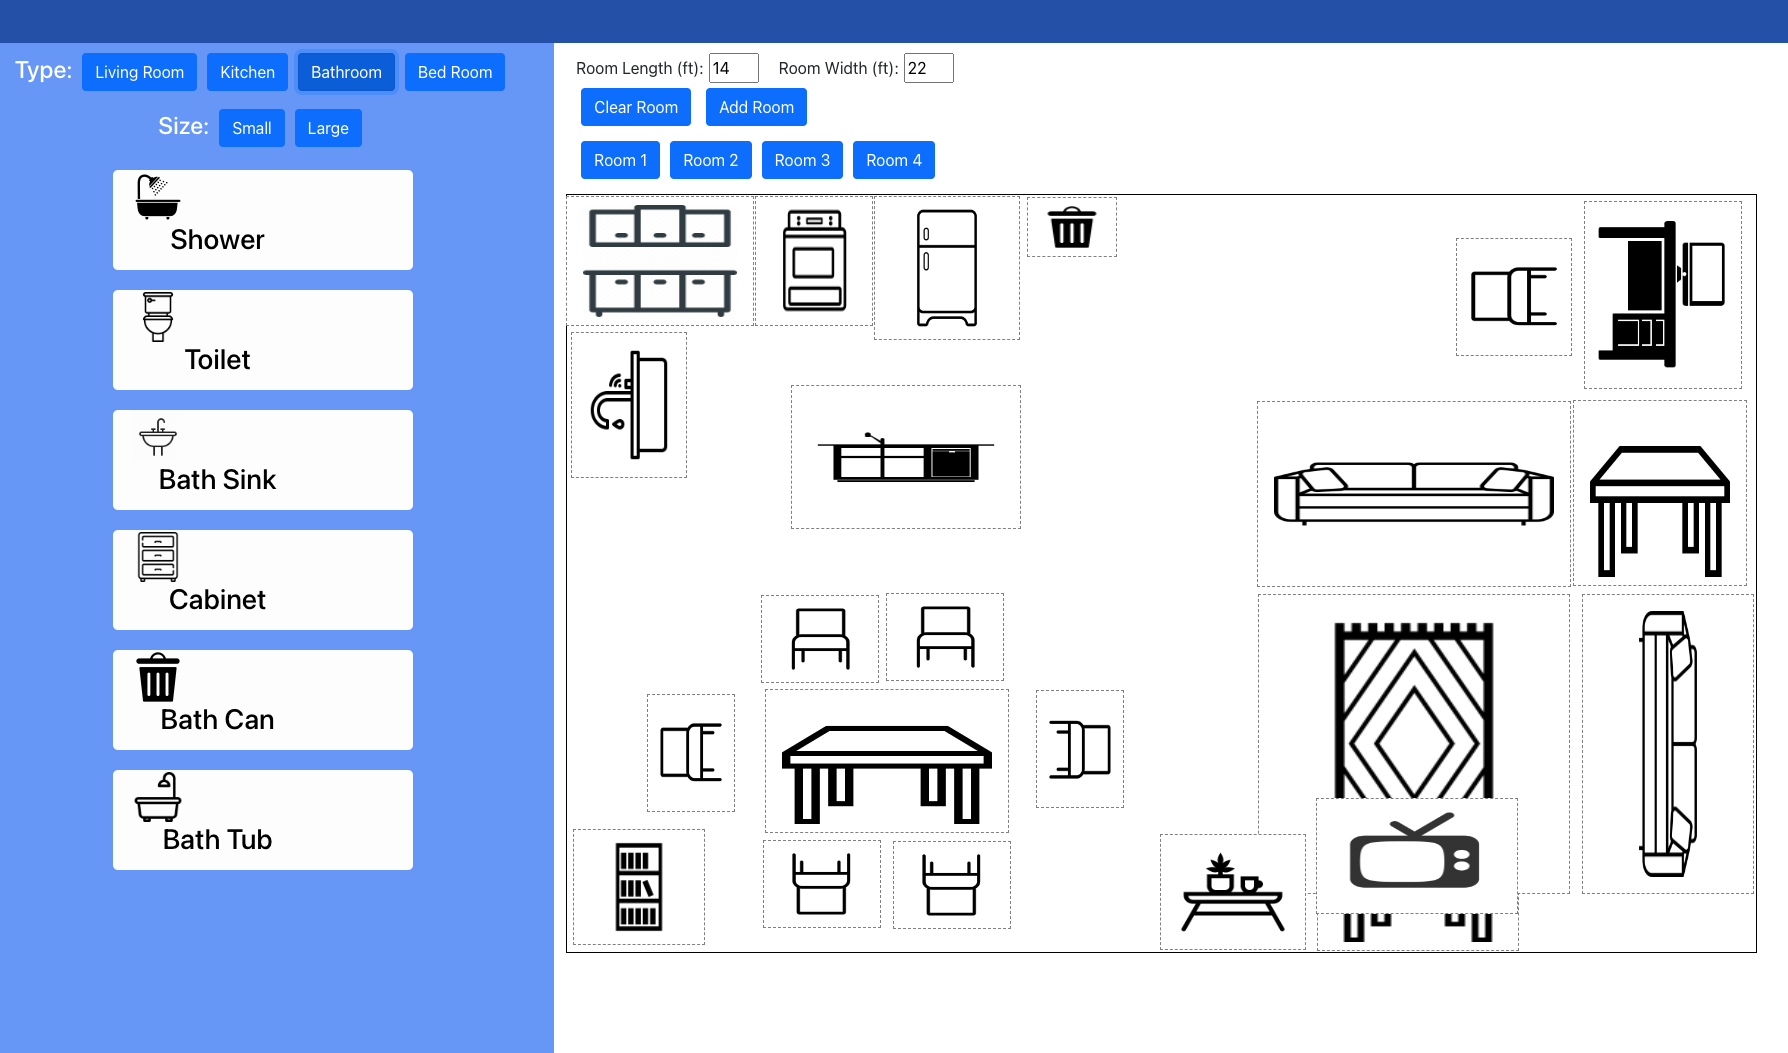 Type: Living Room Kitchen Bathroom Bed Room
Size: Small Large
Shower
Toilet
Bath Sink
Cabinet
Bath Can
Bath Tub
Room Length (ft): 14 Room Width (ft): 22
Clear Room Add Room
Room 1 Room 2 Room 3 Room 4